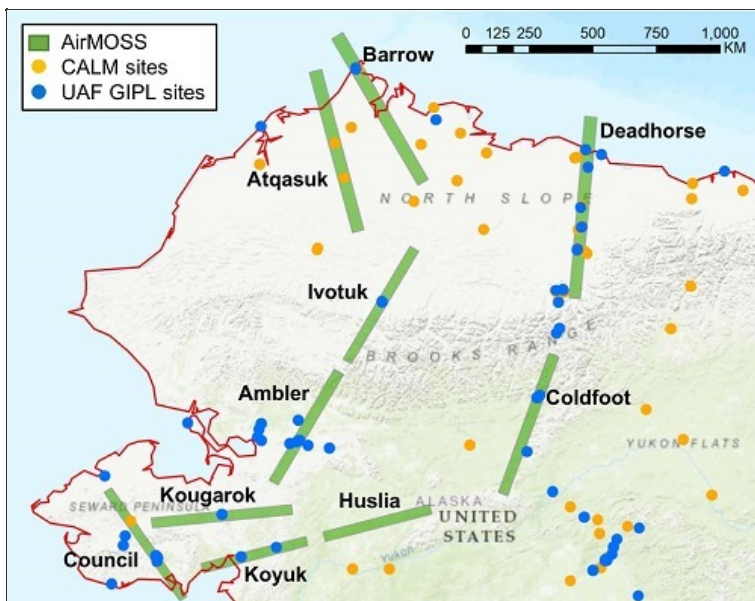 AirMOSS
CALM sites
UAF GIPL sites
0 125 250 500 750 1,000
KM
Barrow
Deadhorse
Atqasuk
NORTH SLOPE
Ivotuk
BROOKS RANGE
Ambler
Coldfoot
YUKON FLATS
Kougarok
Huslia
ALASKA
SEWARD PENINSULA
UNITED
STATES
Council
Koyuk
Yukon